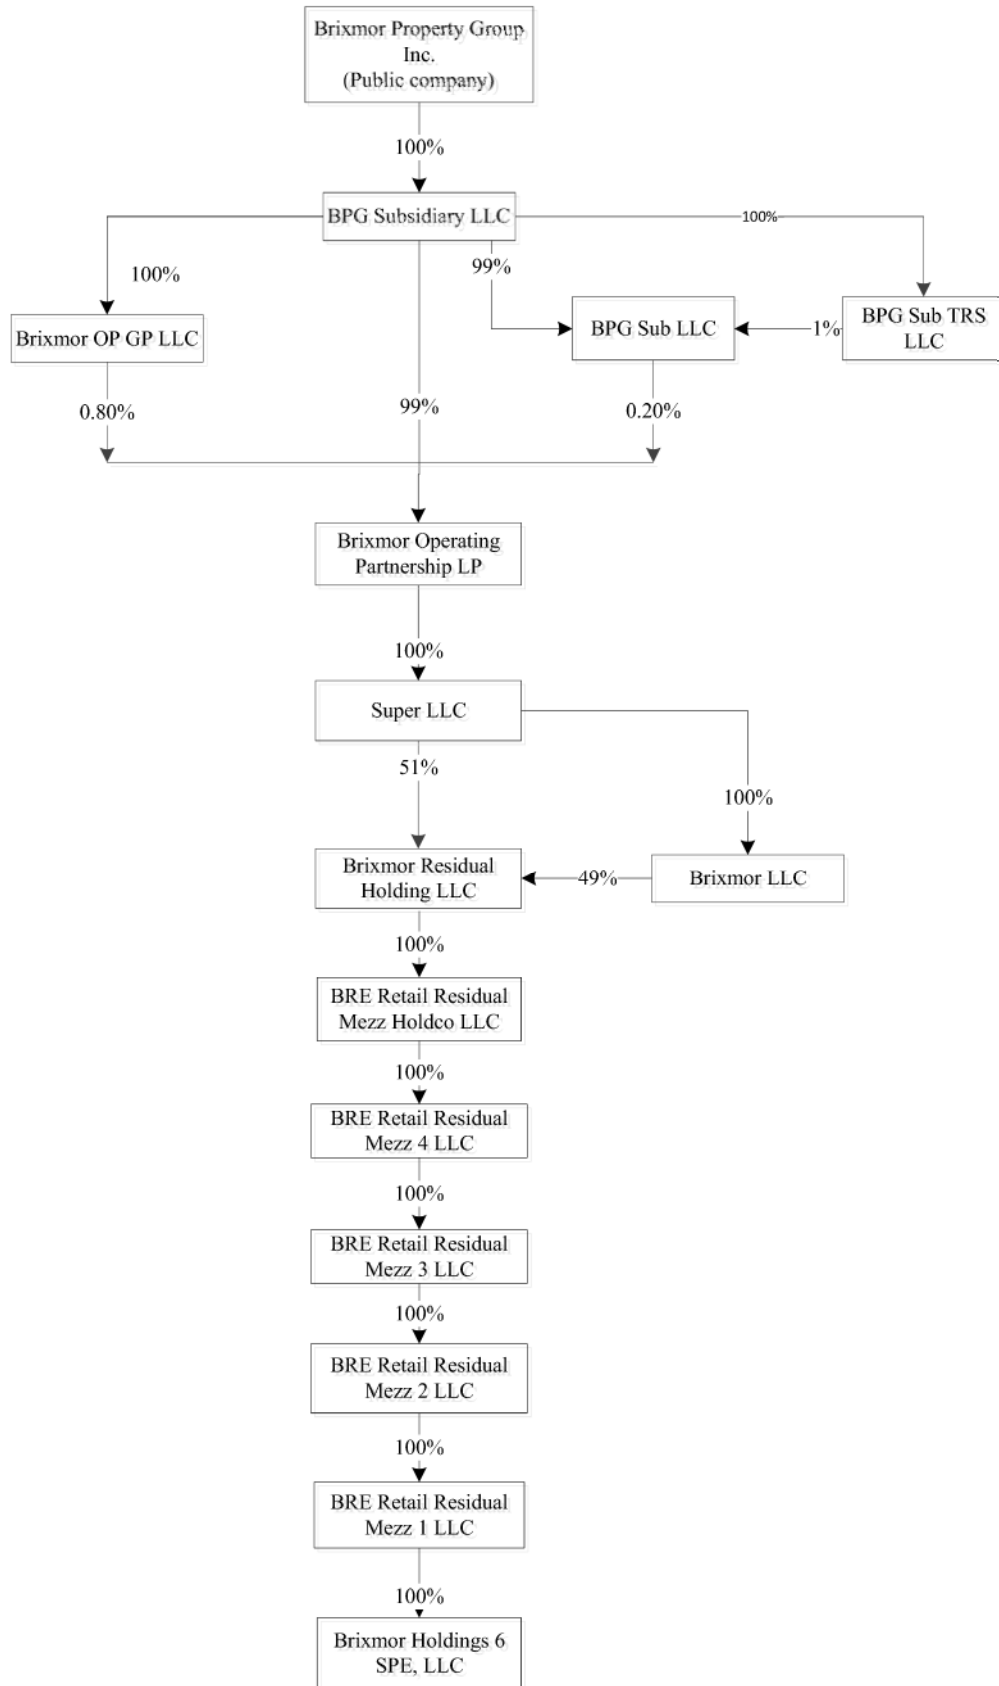 Brixmor Property Group
Inc.
(Public company)
100%
BPG Subsidiary LLC
100%
100%
99%
Brixmor OP GP LLC
BPG Sub LLC
1%
BPG Sub TRS
LLC
0.80%
99%
0.20%
Brixmor Operating
Partnership LP
100%
Super LLC
51%
100%
Brixmor Residual
Holding LLC
49%
Brixmor LLC
100%
BRE Retail Residual
Mezz Holdco LLC
100%
BRE Retail Residual
Mezz 4 LLC
100%
BRE Retail Residual
Mezz 3 LLC
100%
BRE Retail Residual
Mezz 2 LLC
100%
BRE Retail Residual
Mezz 1 LLC
100%
Brixmor Holdings 6
SPE, LLC